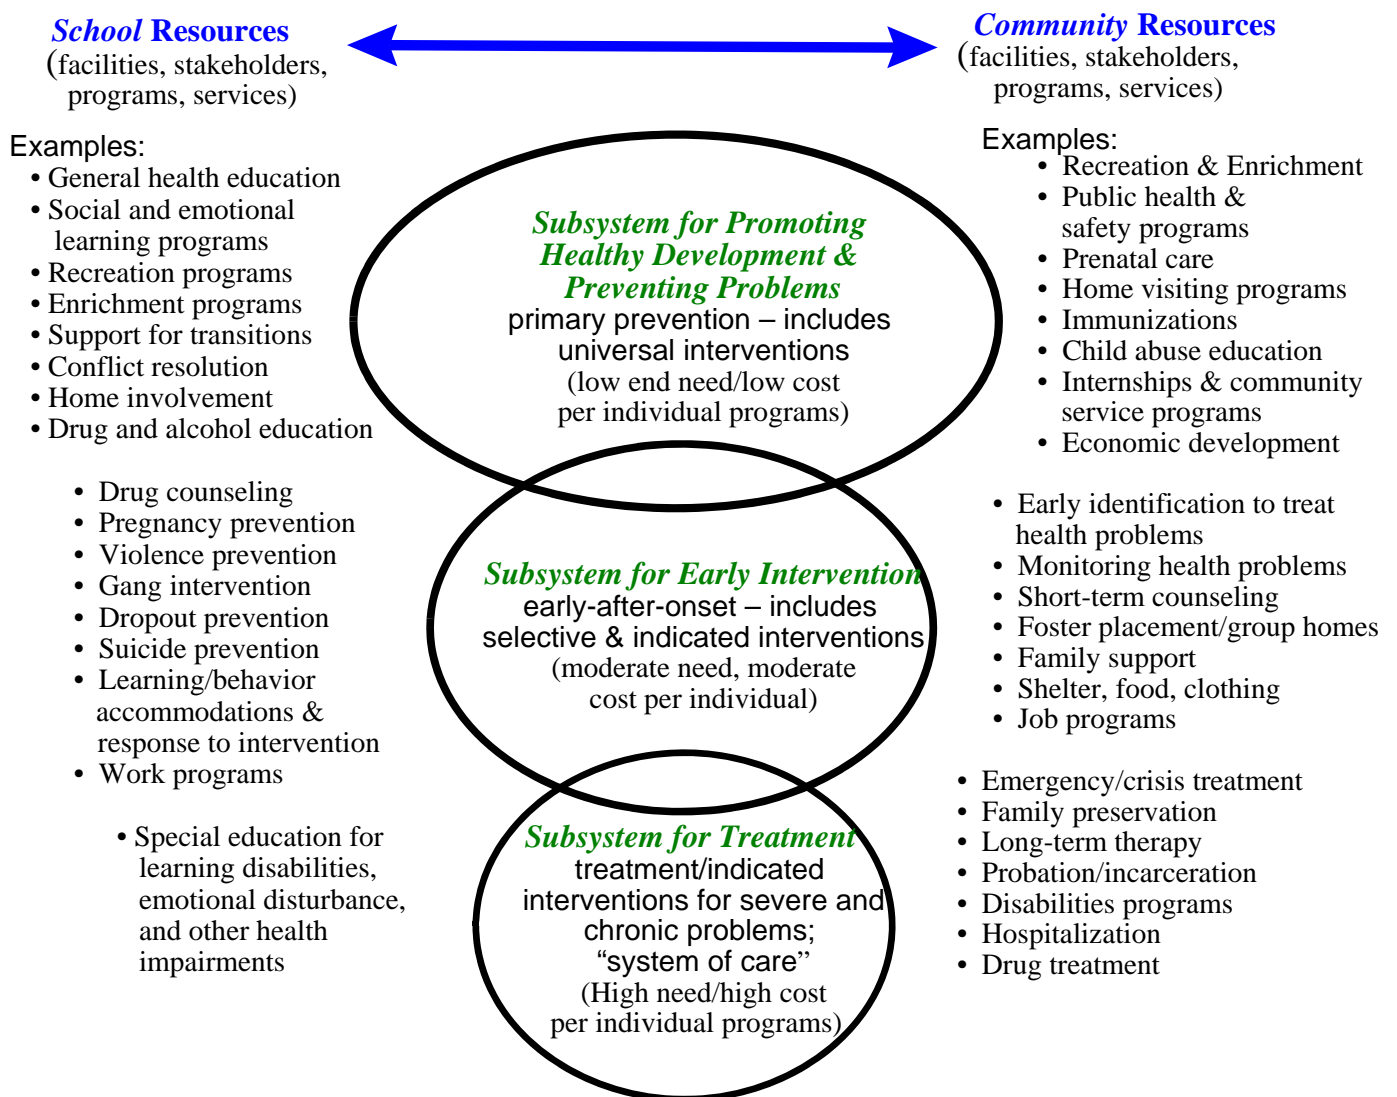 School Resources
(facilities, stakeholders,
programs, services)
Community Resources
(facilities, stakeholders,
programs, services)
Examples:
• General health education
• Social and emotional
learning programs
• Recreation programs
• Enrichment programs
• Support for transitions
• Conflict resolution
• Home involvement
• Drug and alcohol education
Subsystem for Promoting
Healthy Development &
Preventing Problems
primary prevention – includes
universal interventions
(low end need/low cost
per individual programs)
Examples:
• Recreation & Enrichment
• Public health &
safety programs
• Prenatal care
• Home visiting programs
• Immunizations
• Child abuse education
• Internships & community
service programs
• Economic development
• Drug counseling
• Pregnancy prevention
• Violence prevention
• Gang intervention
• Dropout prevention
• Suicide prevention
• Learning/behavior
accommodations &
response to intervention
• Work programs
Subsystem for Early Intervention
early-after-onset – includes
selective & indicated interventions
(moderate need, moderate
cost per individual)
• Early identification to treat
health problems
• Monitoring health problems
• Short-term counseling
• Foster placement/group homes
• Family support
• Shelter, food, clothing
• Job programs
• Special education for
learning disabilities,
emotional disturbance,
and other health
impairments
Subsystem for Treatment
treatment/indicated
interventions for severe and
chronic problems;
“system of care”
(High need/high cost
per individual programs)
• Emergency/crisis treatment
• Family preservation
• Long-term therapy
• Probation/incarceration
• Disabilities programs
• Hospitalization
• Drug treatment